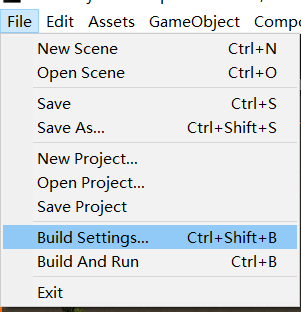 File Edit Assets GameObject Compo
New Scene Ctrl+N
Open Scene Ctrl+O
Save Ctrl+S
Save As... Ctrl+Shift+S
New Project...
Open Project...
Save Project
Build Settings... Ctrl+Shift+B
Build And Run Ctrl+B
Exit